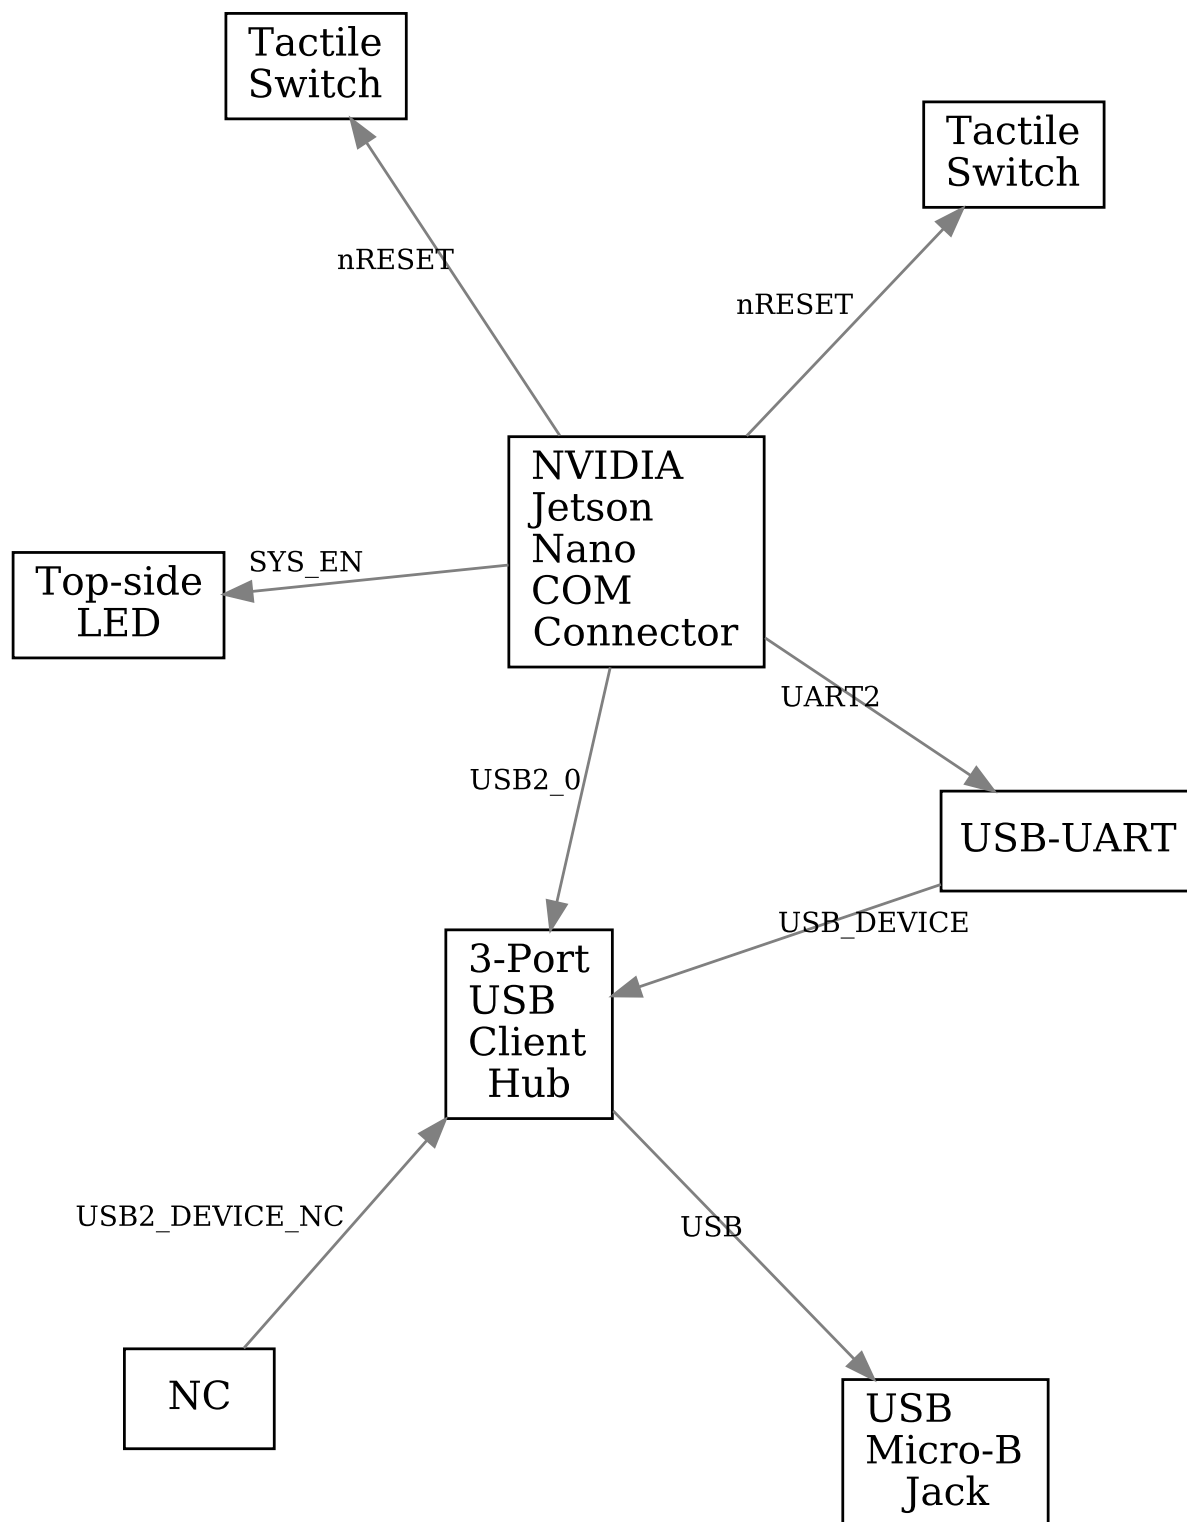 Tactile
Switch
Tactile
Switch
nRESET
nRESET
NVIDIA
Jetson
Nano
COM
Connector
SYS_EN
Top-side
LED
UART2
USB2_0
USB-UART
USB_DEVICE
3-Port
USB
Client
Hub
USB2_DEVICE_NC
USB
NC
USB
Micro-B
Jack